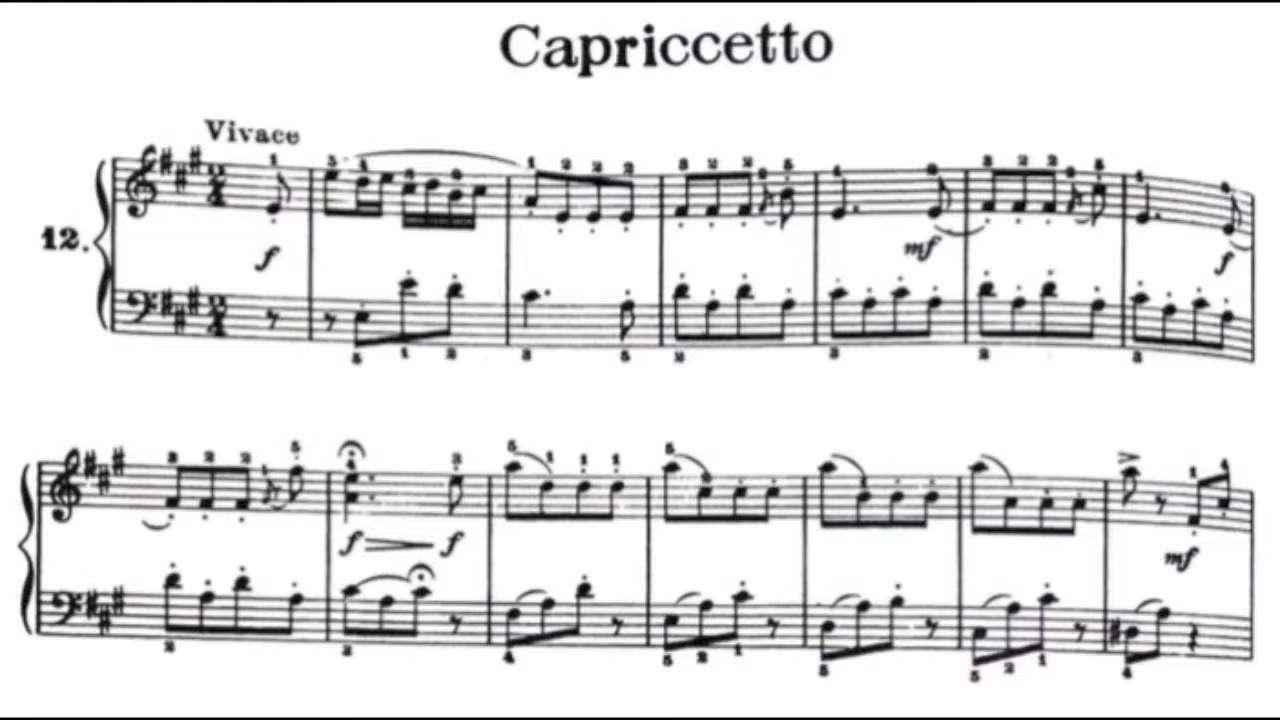 Capriccetto
Vivace
12.
f mf f
f f mf